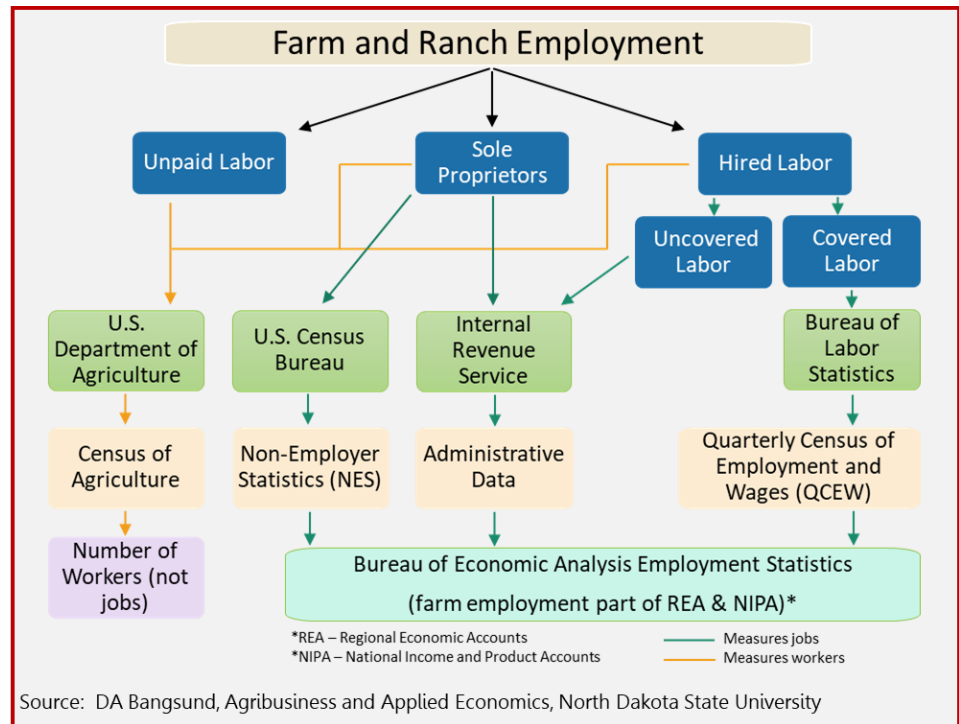 Farm and Ranch Employment
Unpaid Labor
Sole
Proprietors
Hired Labor
Uncovered
Labor
Covered
Labor
U.S.
Department of
Agriculture
U.S. Census
Bureau
Internal
Revenue
Service
Bureau of
Labor
Statistics
Census of
Agriculture
Non-Employer
Statistics (NES)
Administrative
Data
Quarterly Census of
Employment and
Wages (QCEW)
Number of
Workers (not
jobs)
Bureau of Economic Analysis Employment Statistics
(farm employment part of REA & NIPA)*
*REA – Regional Economic Accounts
*NIPA – National Income and Product Accounts
Measures jobs
Measures workers
Source: DA Bangsund, Agribusiness and Applied Economics, North Dakota State University